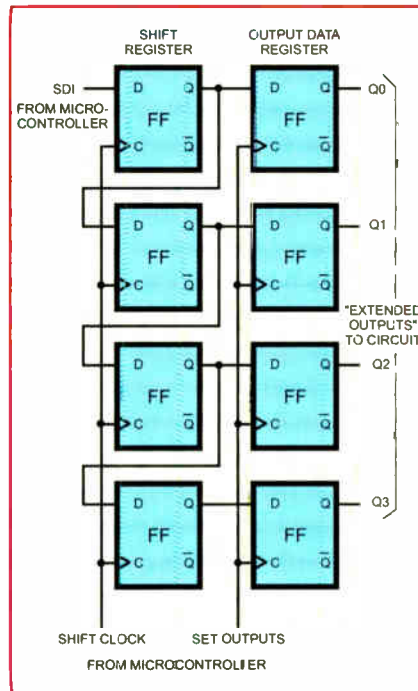 SHIFT
REGISTER
OUTPUT DATA
REGISTER
SDI
FROM MICRO-
CONTROLLER
D Q
FF
C Q
D Q
FF
C Q
Q0
D Q
FF
C Q
D Q
FF
C Q
Q1
"EXTENDED
OUTPUTS"
TO CIRCUIT
D Q
FF
C Q
D Q
FF
C Q
Q2
D Q
FF
C Q
D Q
FF
C Q
Q3
SHIFT CLOCK
SET OUTPUTS
FROM MICROCONTROLLER